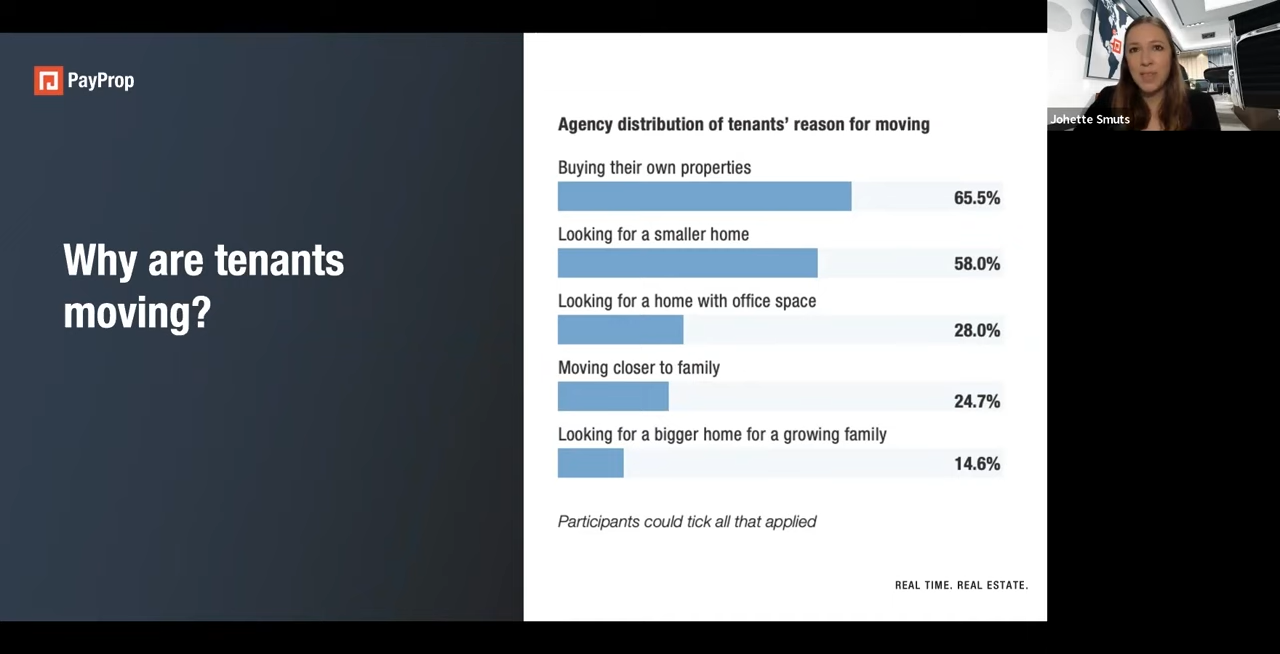 PayProp
Why are tenants
moving?
Agency distribution of tenants' reason for moving
Buying their own properties
65.5%
Looking for a smaller home
58.0%
Looking for a home with office space
28.0%
Moving closer to family
24.7%
Looking for a bigger home for a growing family
14.6%
Participants could tick all that applied
REAL TIME. REAL ESTATE.
Johette Smuts